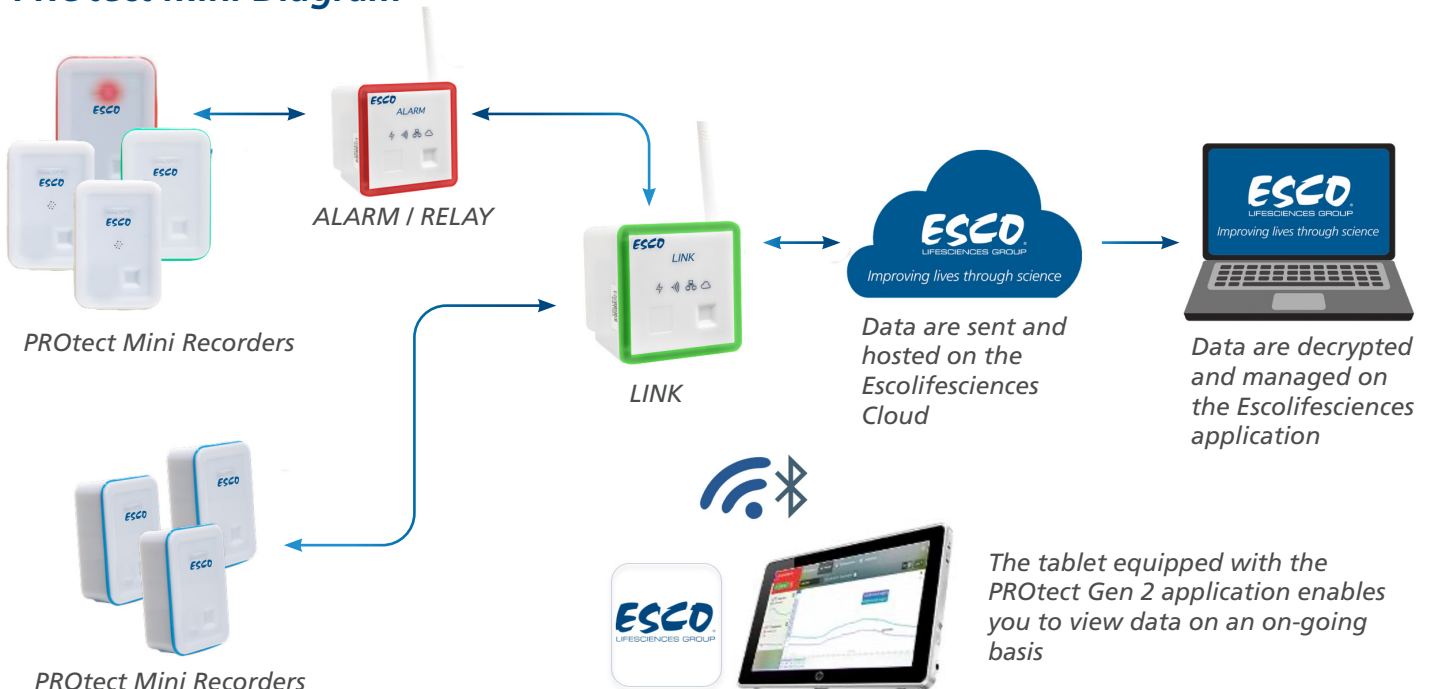 PROtect Mini Diagram
ESCO
ESCO
ESCO
ESCO
PROtect Mini Recorders
ESCO
ALARM
ALARM / RELAY
ESCO
LINK
LINK
ESCO
LIFESCIENCES GROUP
Improving lives through science
Data are sent and
hosted on the
Escolifesciences
Cloud
ESCO
LIFESCIENCES GROUP
Improving lives through science
Data are decrypted
and managed on
the Escolifesciences
application
ESCO
ESCO
ESCO
PROtect Mini Recorders
ESCO
LIFESCIENCES GROUP
The tablet equipped with the
PROtect Gen 2 application enables
you to view data on an on-going
basis